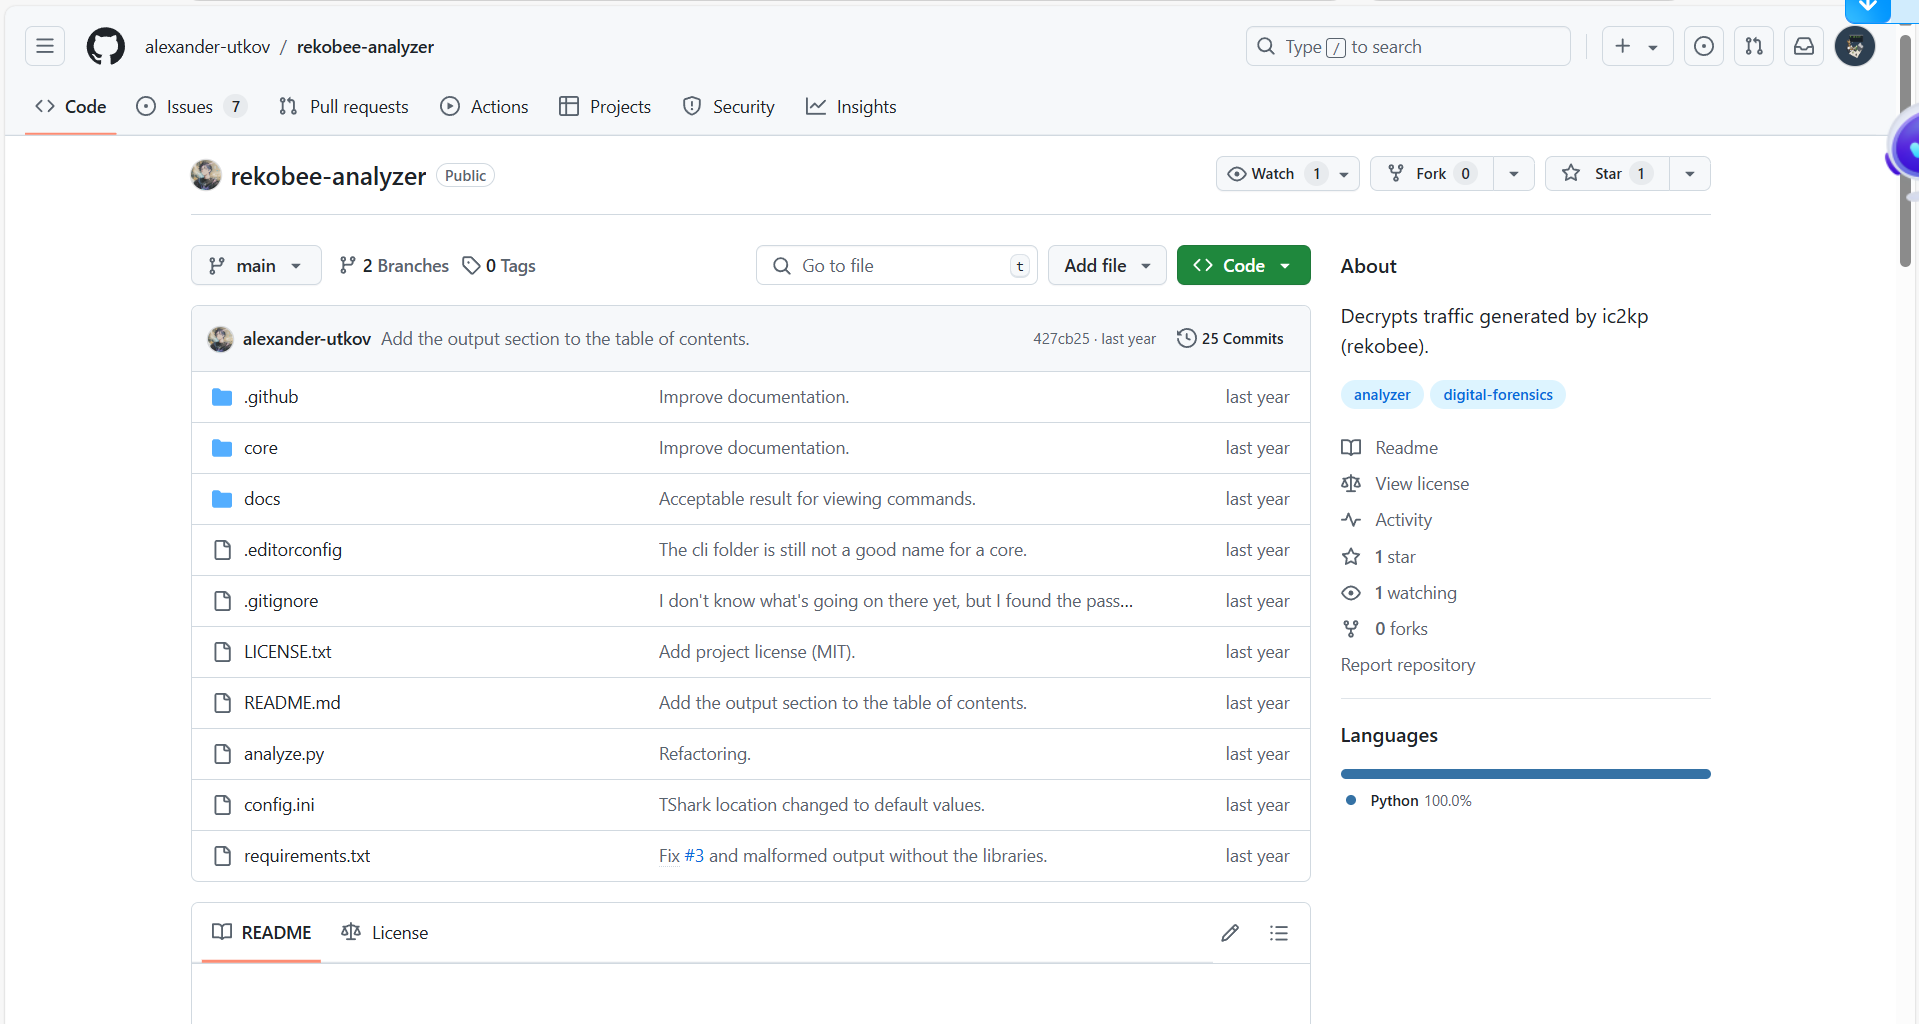 alexander-utkov / rekobee-analyzer
Type / to search
Code
Issues 7
Pull requests
Actions
Projects
Security
Insights
rekobee-analyzer Public
Watch 1
Fork 0
Star 1
main
2 Branches
0 Tags
Go to file t
Add file
Code
alexander-utkov Add the output section to the table of contents. 427cb25 · last year 25 Commits
.github Improve documentation. last year
core Improve documentation. last year
docs Acceptable result for viewing commands. last year
.editorconfig The cli folder is still not a good name for a core. last year
.gitignore I don't know what's going on there yet, but I found the pass... last year
LICENSE.txt Add project license (MIT). last year
README.md Add the output section to the table of contents. last year
analyze.py Refactoring. last year
config.ini TShark location changed to default values. last year
requirements.txt Fix #3 and malformed output without the libraries. last year
README
License
About
Decrypts traffic generated by ic2kp
(rekobee).
analyzer digital-forensics
Readme
View license
Activity
1 star
1 watching
0 forks
Report repository
Languages
Python 100.0%